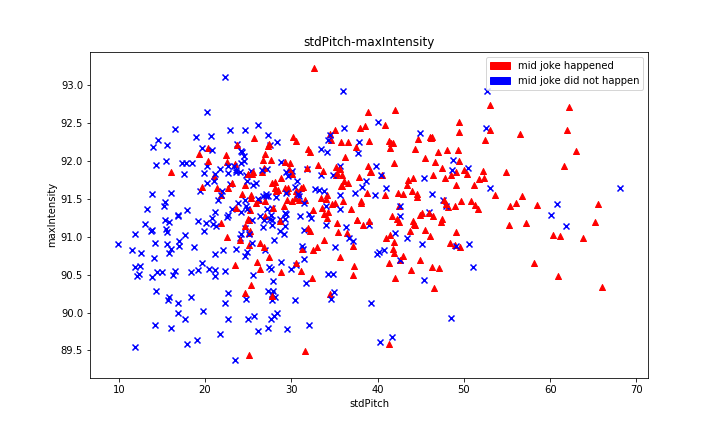 stdPitch-maxIntensity
mid joke happened
mid joke did not happen
maxIntensity
93.0
92.5
92.0
91.5
91.0
90.5
90.0
89.5
10 20 30 40 50 60 70
stdPitch